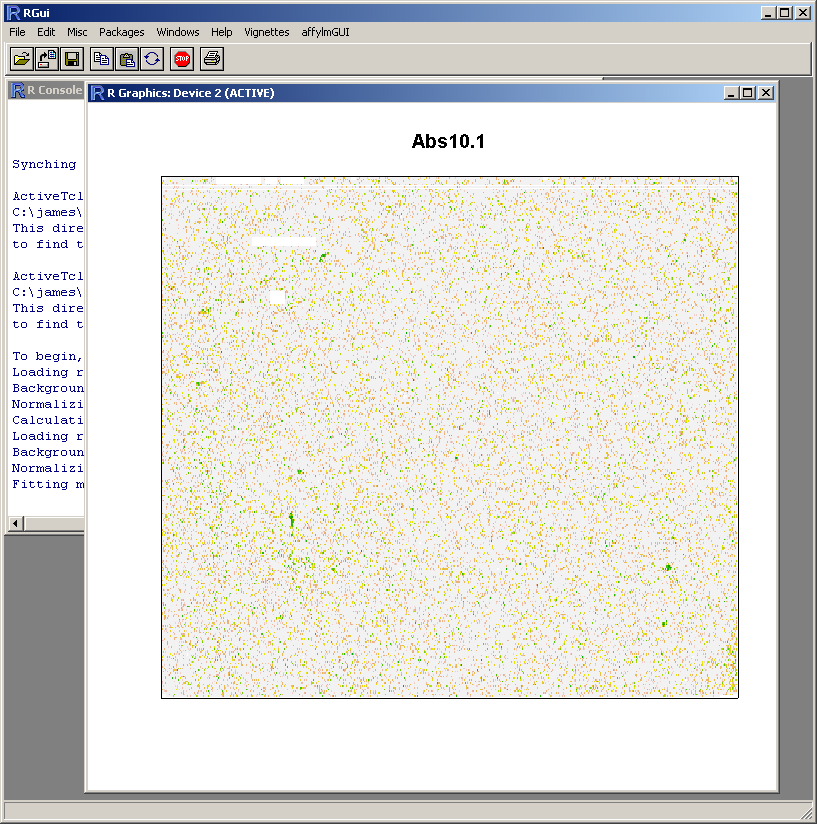 RGui
File Edit Misc Packages Windows Help Vignettes affylmGUI
STOP
R Console
R Graphics: Device 2 (ACTIVE)
Abs10.1
Synching
ActiveTcl
C:\james\
This dire
to find t
ActiveTcl
C:\james\
This dire
to find t
To begin,
Loading r
Backgroun
Normalizi
Calculati
Loading r
Backgroun
Normalizi
Fitting m